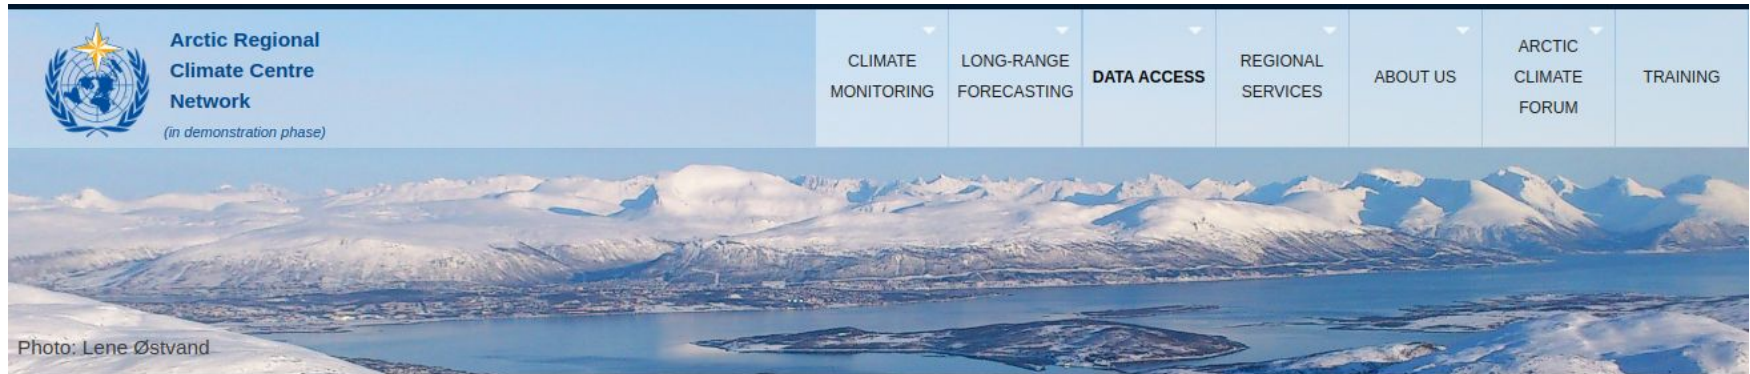 Arctic Regional
Climate Centre
Network
(in demonstration phase)
CLIMATE
MONITORING
LONG-RANGE
FORECASTING
DATA ACCESS
REGIONAL
SERVICES
ABOUT US
ARCTIC
CLIMATE
FORUM
TRAINING
Photo: Lene Østvand